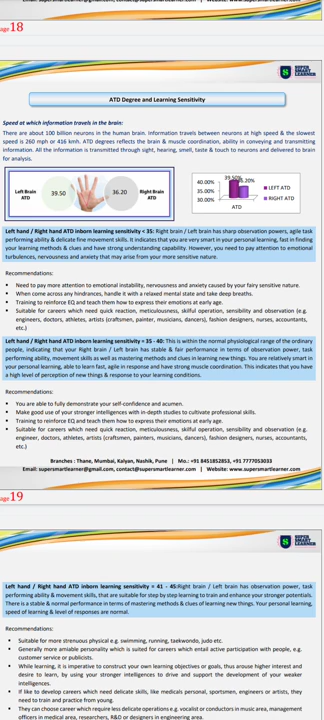 Email: supersmartlearner@gmail.com, contact@supersmartlearner.com | Website: www.supersmartlearner.com
age 18
SUPER
SMART
LEARNER
ATD Degree and Learning Sensitivity
Speed at which information travels in the brain:
There are about 100 billion neurons in the human brain. Information travels between neurons at high speed & the slowest
speed is 260 mph or 416 kmh. ATD degrees reflects the brain & muscle coordination, ability in conveying and transmitting
information. All the information is transmitted through sight, hearing, smell, taste & touch to neurons and delivered to brain
for analysis.
Left Brain
ATD
39.50
36.20
Right Brain
ATD
40.00%
35.00%
30.00%
39.50%
36.20%
ATD
LEFT ATD
RIGHT ATD
Left hand / Right hand ATD inborn learning sensitivity < 35: Right brain / Left brain has sharp observation powers, agile task
performing ability & delicate fine movement skills. It indicates that you are very smart in your personal learning, fast in finding
your learning methods & clues and have strong understanding capability. However, you need to pay attention to emotional
turbulences, nervousness and anxiety that may arise from your more sensitive nature.
Recommendations:
▪ Need to pay more attention to emotional instability, nervousness and anxiety caused by your fairly sensitive nature.
▪ When come across any hindrances, handle it with a relaxed mental state and take deep breaths.
▪ Training to reinforce EQ and teach them how to express their emotions at early age.
▪ Suitable for careers which need quick reaction, meticulousness, skilful operation, sensibility and observation (e.g.
engineers, doctors, athletes, artists (craftsmen, painter, musicians, dancers), fashion designers, nurses, accountants,
etc.)
Left hand / Right hand ATD inborn learning sensitivity = 35 - 40: This is within the normal physiological range of the ordinary
people, indicating that your Right brain / Left brain has stable & fair performance in terms of observation power, task
performing ability, movement skills as well as mastering methods and clues in learning new things. You are relatively smart in
your personal learning, able to learn fast, agile in response and have strong muscle coordination. This indicates that you have
a high level of perception of new things & response to your learning conditions.
Recommendations:
▪ You are able to fully demonstrate your self-confidence and acumen.
▪ Make good use of your stronger intelligences with in-depth studies to cultivate professional skills.
▪ Training to reinforce EQ and teach them how to express their emotions at early age.
▪ Suitable for careers which need quick reaction, meticulousness, skilful operation, sensibility and observation (e.g.
engineer, doctors, athletes, artists (craftsmen, painters, musicians, dancers), fashion designers, nurses, accountants,
etc.)
Branches : Thane, Mumbai, Kalyan, Nashik, Pune | Mo.: +91 8451852853, +91 7777053033
Email: supersmartlearner@gmail.com, contact@supersmartlearner.com | Website: www.supersmartlearner.com
age 19
SUPER
SMART
LEARNER
Left hand / Right hand ATD inborn learning sensitivity = 41 - 45:Right brain / Left brain has observation power, task
performing ability & movement skills, that are suitable for step by step learning to train and enhance your stronger potentials.
There is a stable & normal performance in terms of mastering methods & clues of learning new things. Your personal learning,
speed of learning & level of responses are normal.
Recommendations:
▪ Suitable for more strenuous physical e.g. swimming, running, taekwondo, judo etc.
▪ Generally more amiable personality which is suited for careers which entail active participation with people, e.g.
customer service or publicists.
▪ While learning, it is imperative to construct your own learning objectives or goals, thus arouse higher interest and
desire to learn, by using your stronger intelligences to drive and support the development of your weaker
intelligences.
▪ If like to develop careers which need delicate skills, like medicals personal, sportsmen, engineers or artists, they
need to train and practice from young.
▪ They can choose career which require less delicate operations e.g. vocalist or conductors in music area, management
officers in medical area, researchers, R&D or designers in engineering area.